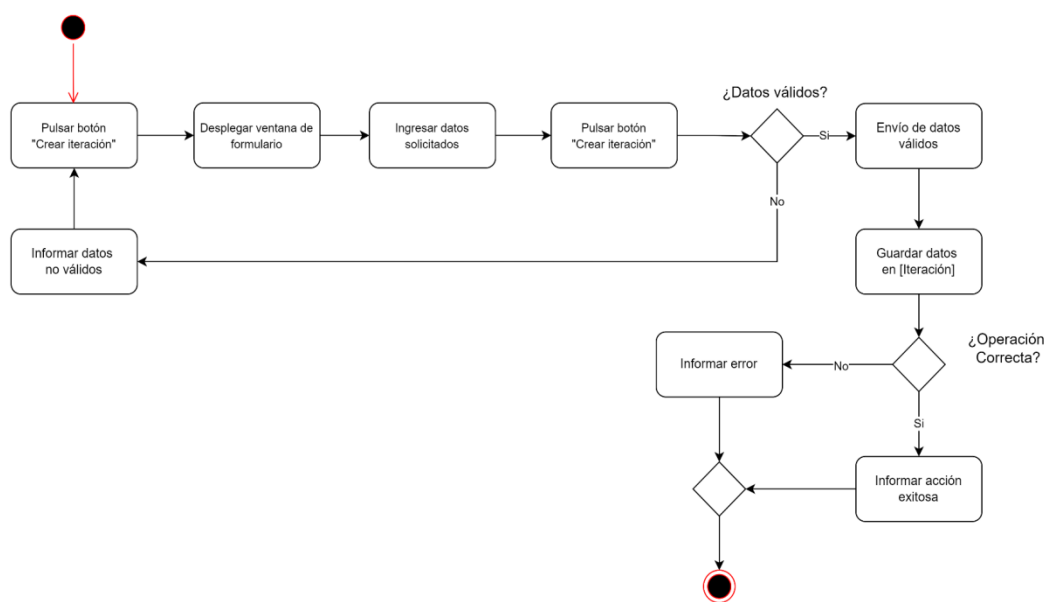 Pulsar botón
"Crear iteración"
Desplegar ventana de
formulario
Ingresar datos
solicitados
Pulsar botón
"Crear iteración"
¿Datos válidos?
Si
Envío de datos
válidos
No
Informar datos
no válidos
Guardar datos
en [Iteración]
¿Operación
Correcta?
No
Informar error
Si
Informar acción
exitosa